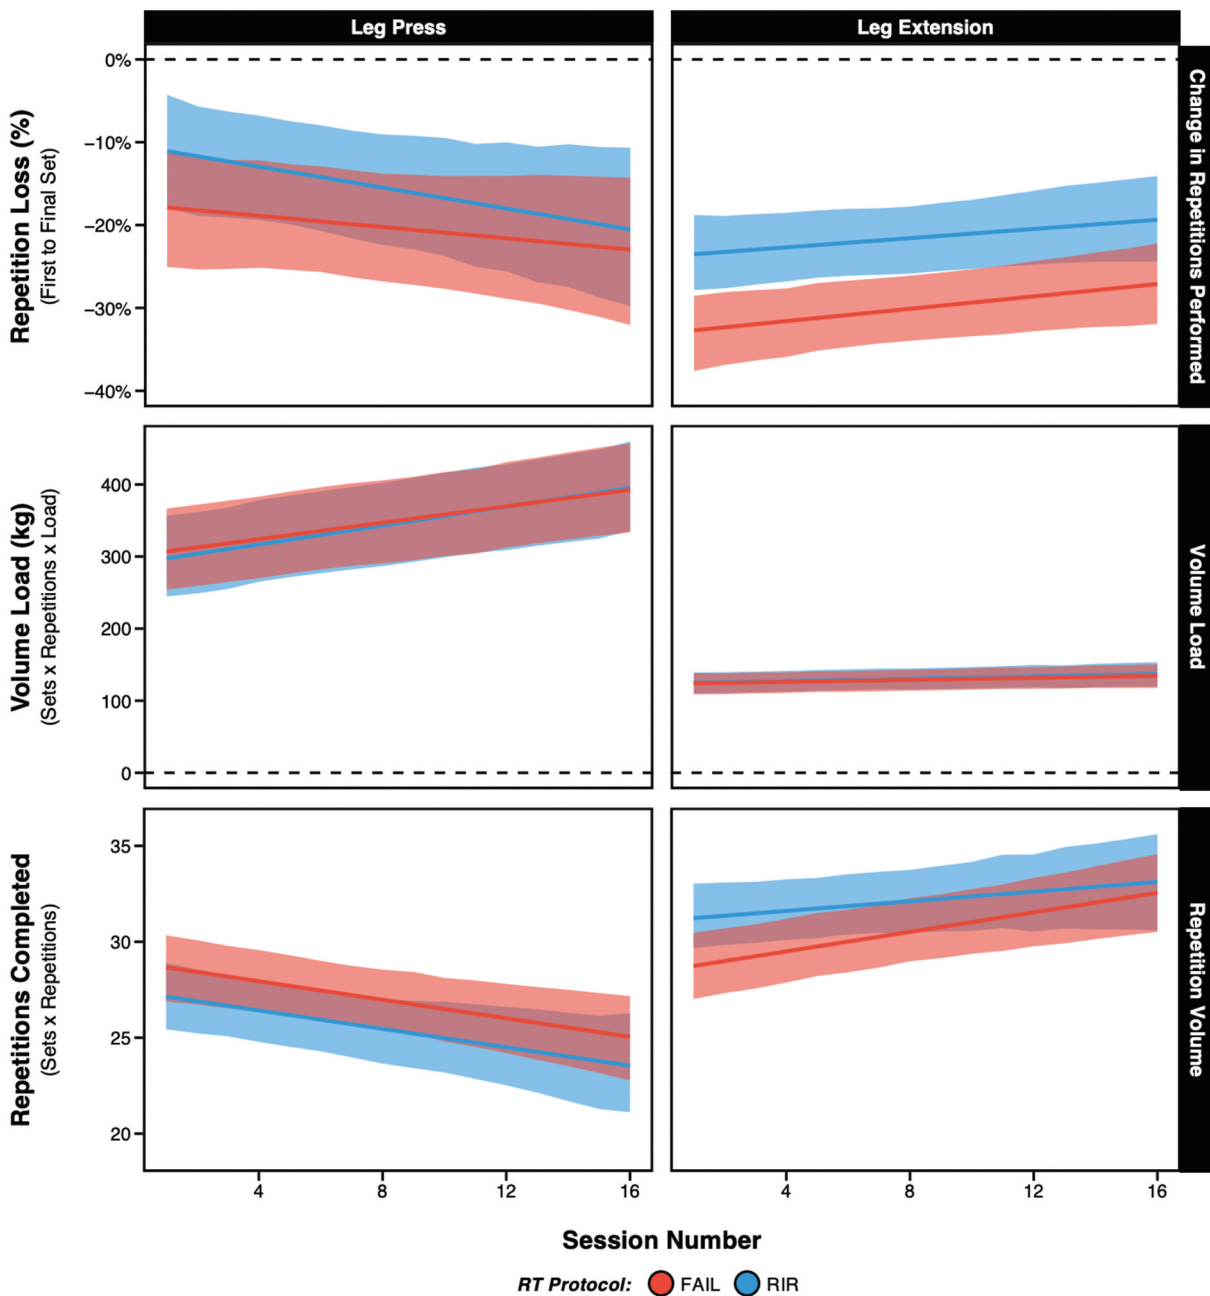 Leg Press
Leg Extension
Repetition Loss (%)
(First to Final Set)
0%
−10%
−20%
−30%
−40%
Change in Repetitions Performed
Volume Load (kg)
(Sets x Repetitions x Load)
400
300
200
100
0
Volume Load
Repetitions Completed
(Sets x Repetitions)
35
30
25
20
Repetition Volume
4 8 12 16
4 8 12 16
Session Number
RT Protocol: FAIL RIR